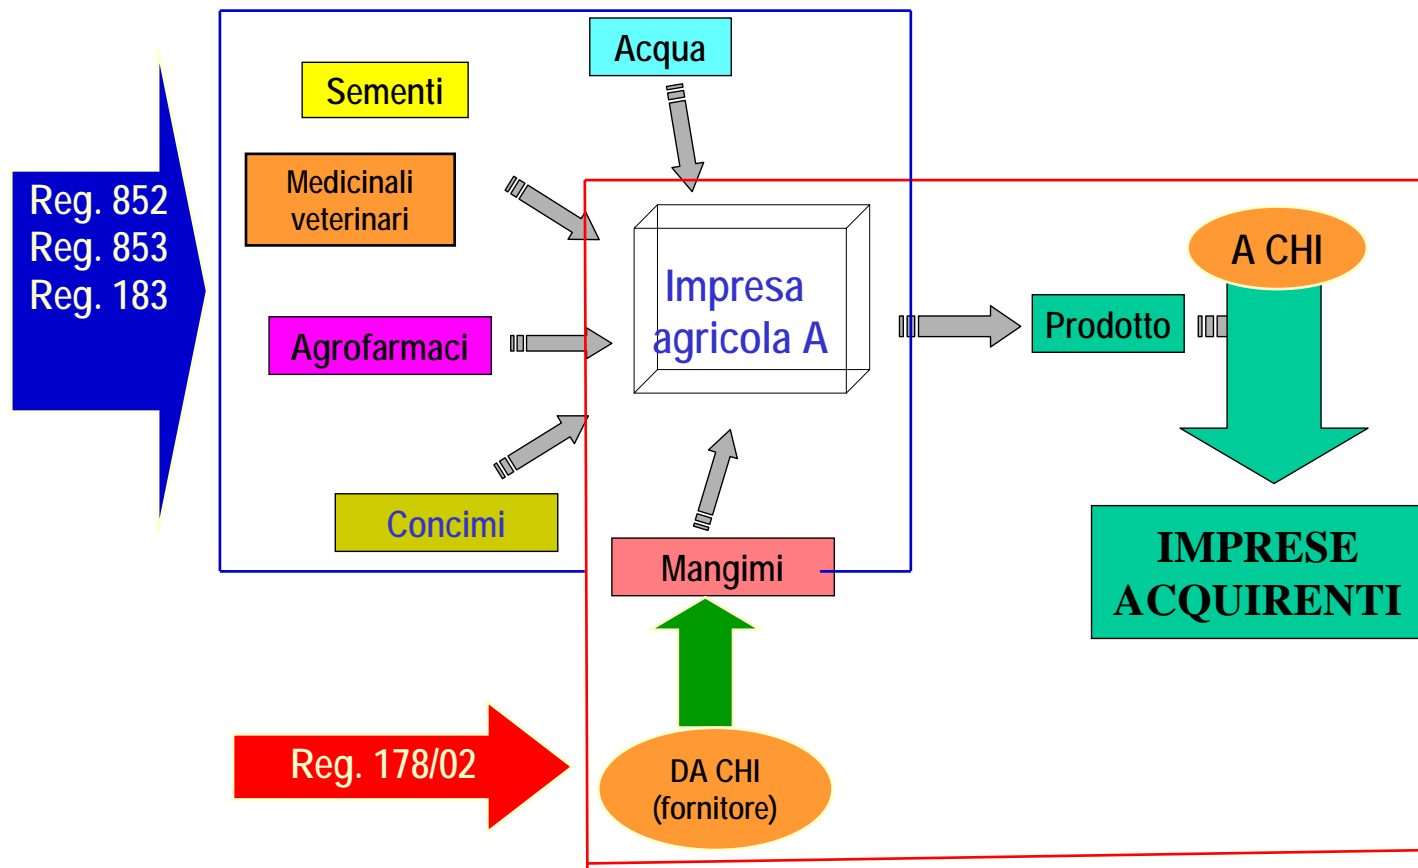 Acqua
Sementi
Medicinali
veterinari
Reg. 852
Reg. 853
Reg. 183
A CHI
Impresa
agricola A
Prodotto
Agrofarmaci
Concimi
Mangimi
IMPRESE
ACQUIRENTI
Reg. 178/02
DA CHI
(fornitore)